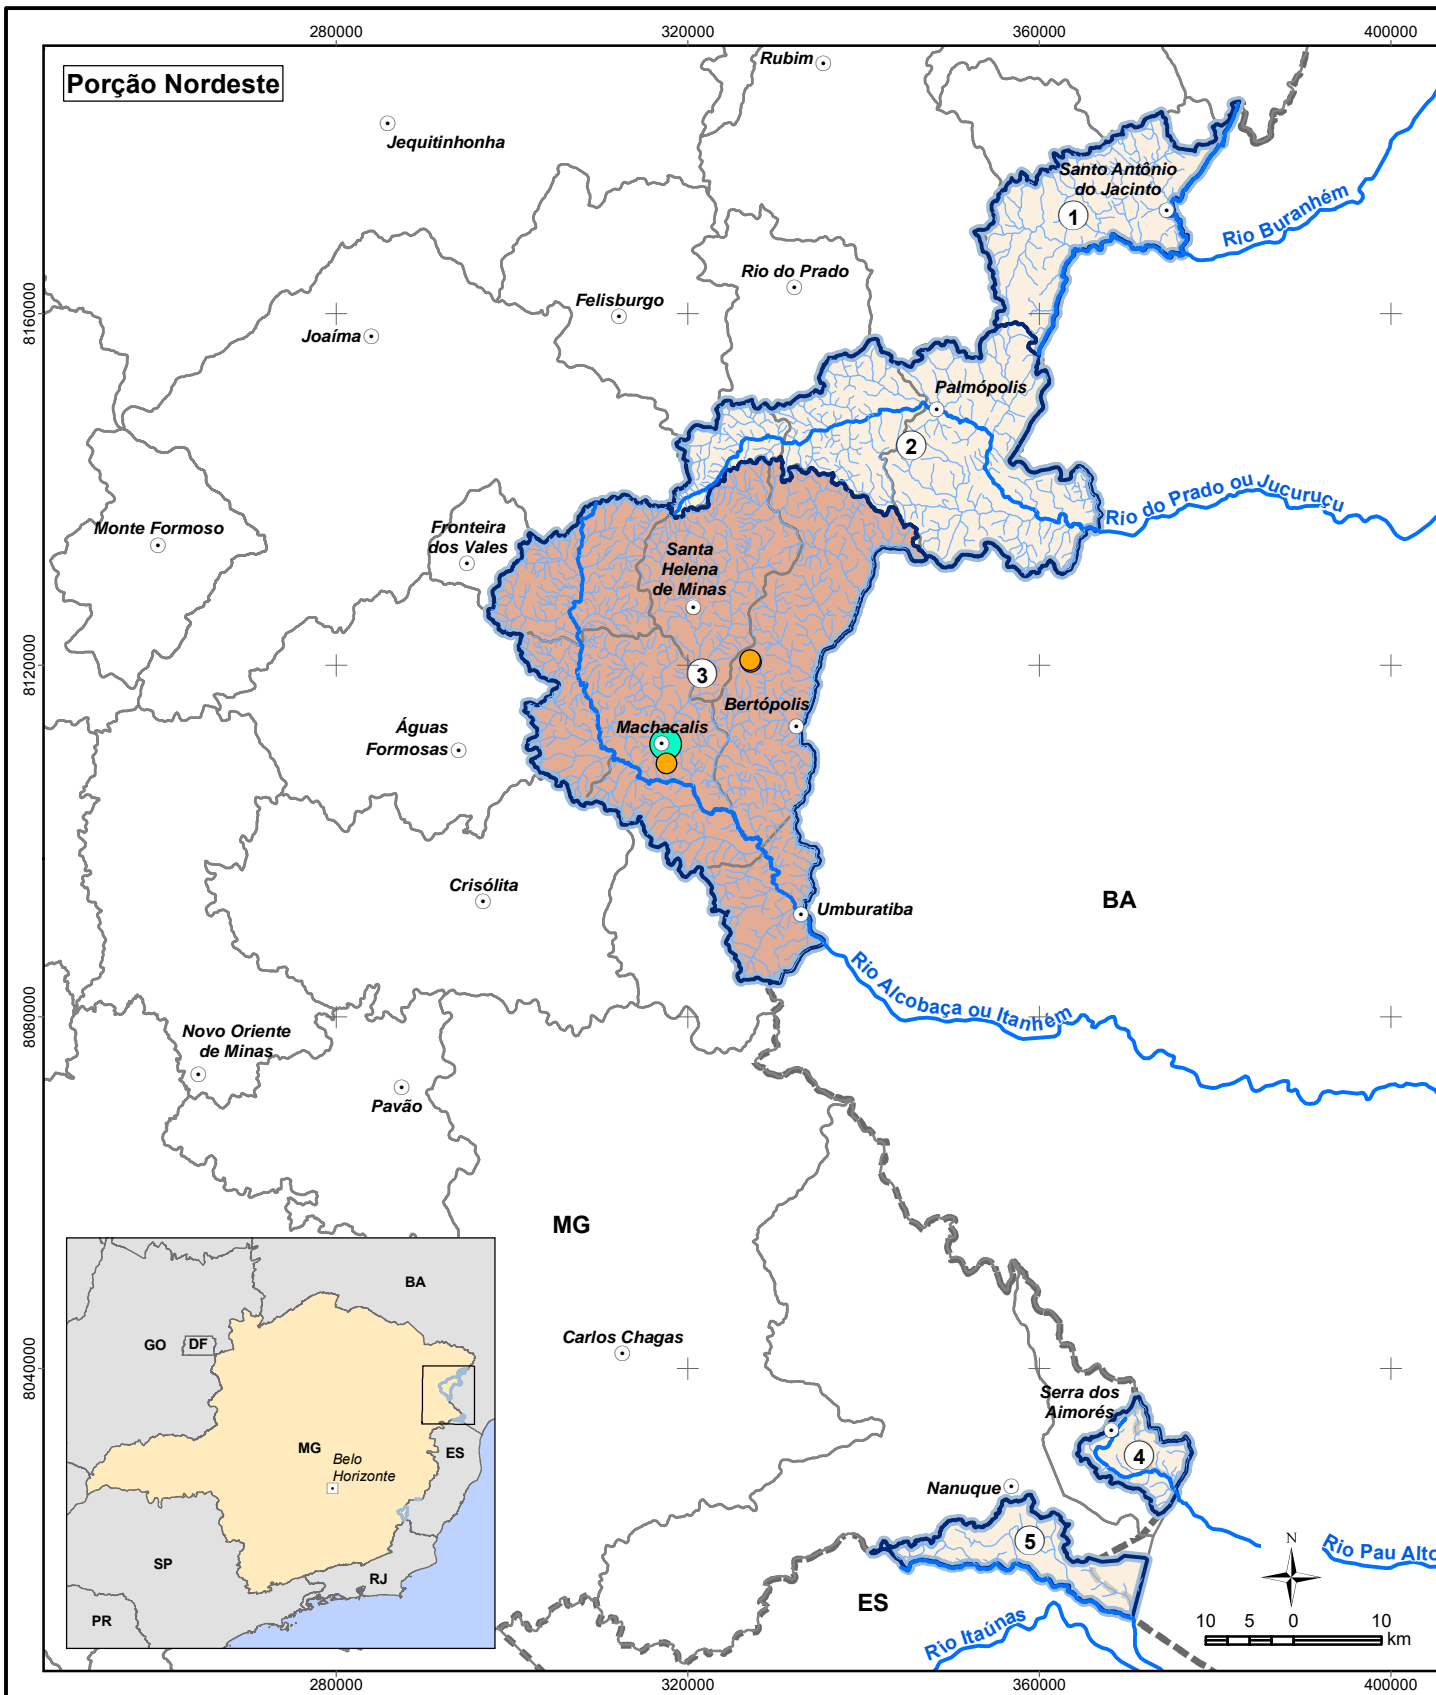 280000
320000
360000
400000
Porção Nordeste
Rubim
Jequitinhonha
Santo Antônio
do Jacinto
1
Rio Buranhém
Rio do Prado
Felisburgo
8160000
Joaíma
Palmópolis
2
Rio do Prado ou Jucuruçu
Monte Formoso
Fronteira
dos Vales
Santa
Helena
de Minas
8120000
3
Bertópolis
Machacalis
Águas
Formosas
Crisólita
BA
Umburatiba
Rio Alcobaça ou Itanhém
8080000
Novo Oriente
de Minas
Pavão
MG
BA
GO
DF
MG
Belo
Horizonte
ES
SP
RJ
PR
8040000
Carlos Chagas
Serra dos
Aimorés
4
Nanuque
5
Rio Pau Alto
ES
Rio Itaúnas
N
10 5 0 10
km
280000
320000
360000
400000